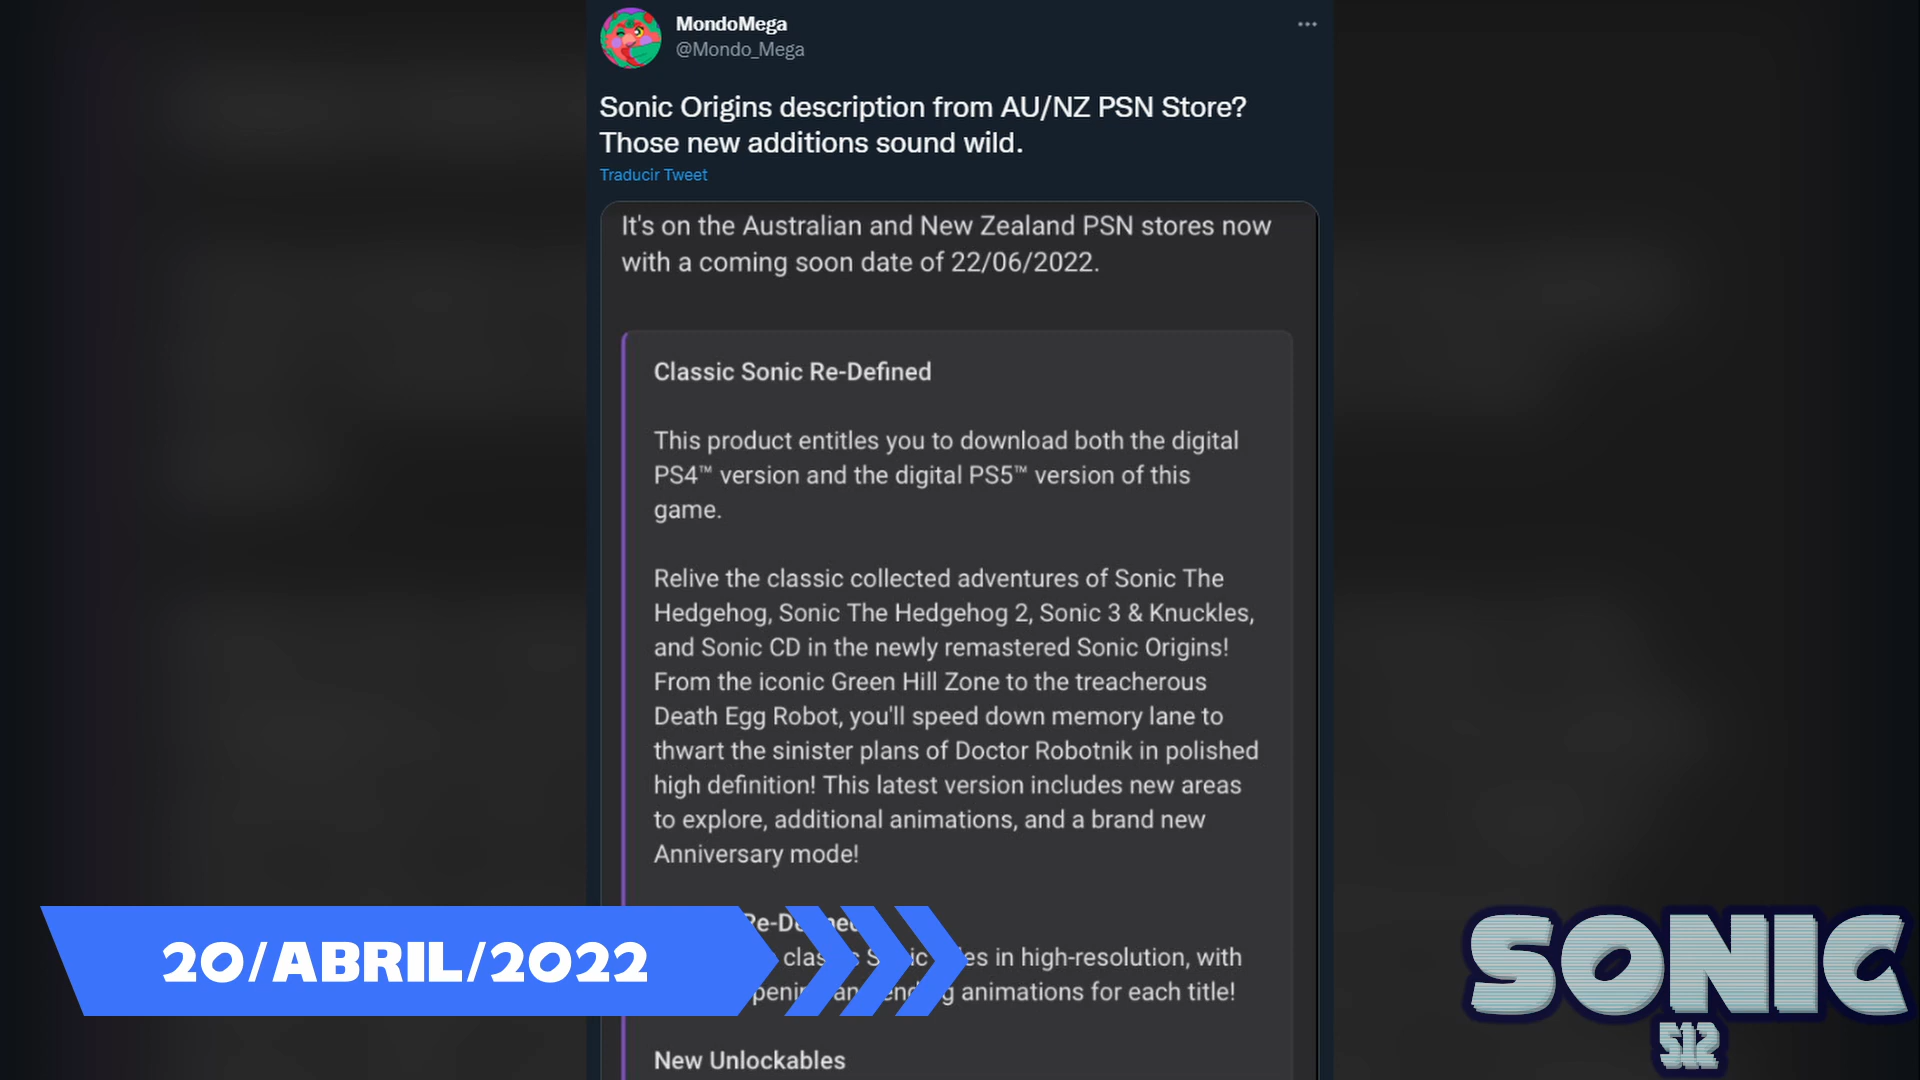 MondoMega
@Mondo_Mega
Sonic Origins description from AU/NZ PSN Store?
Those new additions sound wild.
Traducir Tweet
It's on the Australian and New Zealand PSN stores now
with a coming soon date of 22/06/2022.
Classic Sonic Re-Defined
This product entitles you to download both the digital
PS4™ version and the digital PS5™ version of this
game.
Relive the classic collected adventures of Sonic The
Hedgehog, Sonic The Hedgehog 2, Sonic 3 & Knuckles,
and Sonic CD in the newly remastered Sonic Origins!
From the iconic Green Hill Zone to the treacherous
Death Egg Robot, you'll speed down memory lane to
thwart the sinister plans of Doctor Robotnik in polished
high definition! This latest version includes new areas
to explore, additional animations, and a brand new
Anniversary mode!
in high-resolution, with
animations for each title!
New Unlockables
20/ABRIL/2022
SONIC
512